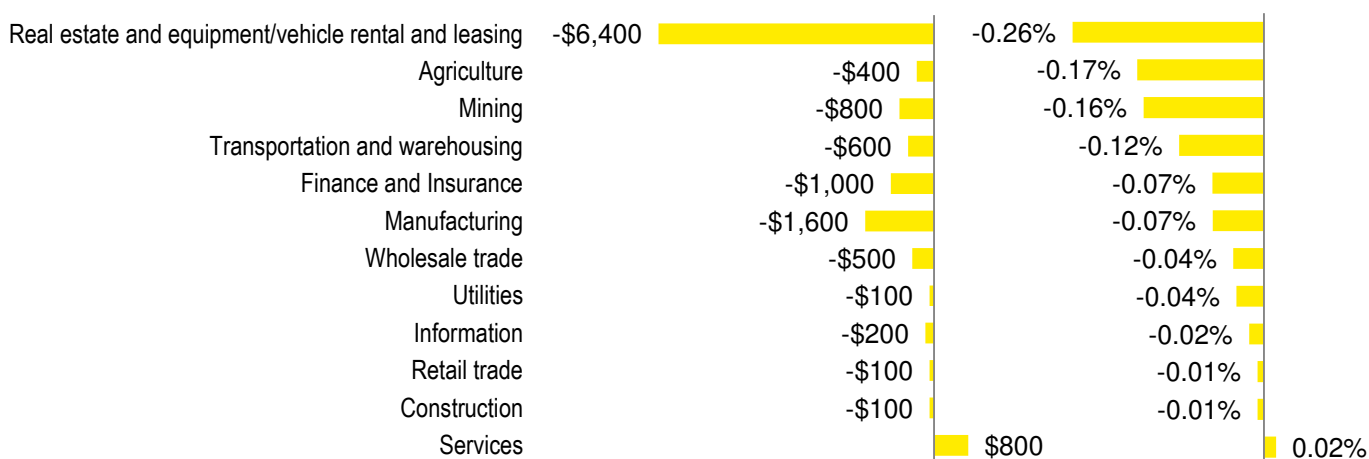 Real estate and equipment/vehicle rental and leasing -$6,400 -0.26%
Agriculture -$400 -0.17%
Mining -$800 -0.16%
Transportation and warehousing -$600 -0.12%
Finance and Insurance -$1,000 -0.07%
Manufacturing -$1,600 -0.07%
Wholesale trade -$500 -0.04%
Utilities -$100 -0.04%
Information -$200 -0.02%
Retail trade -$100 -0.01%
Construction -$100 -0.01%
Services $800 0.02%